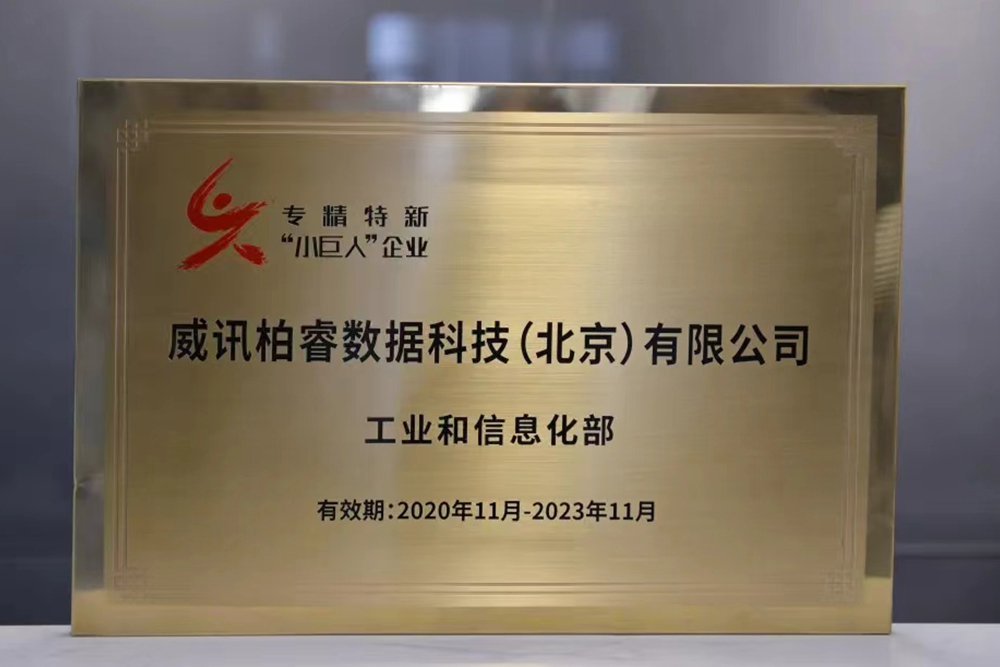 专精特新
“小巨人”企业
威讯柏睿数据科技(北京)有限公司
工业和信息化部
有效期:2020年11月-2023年11月